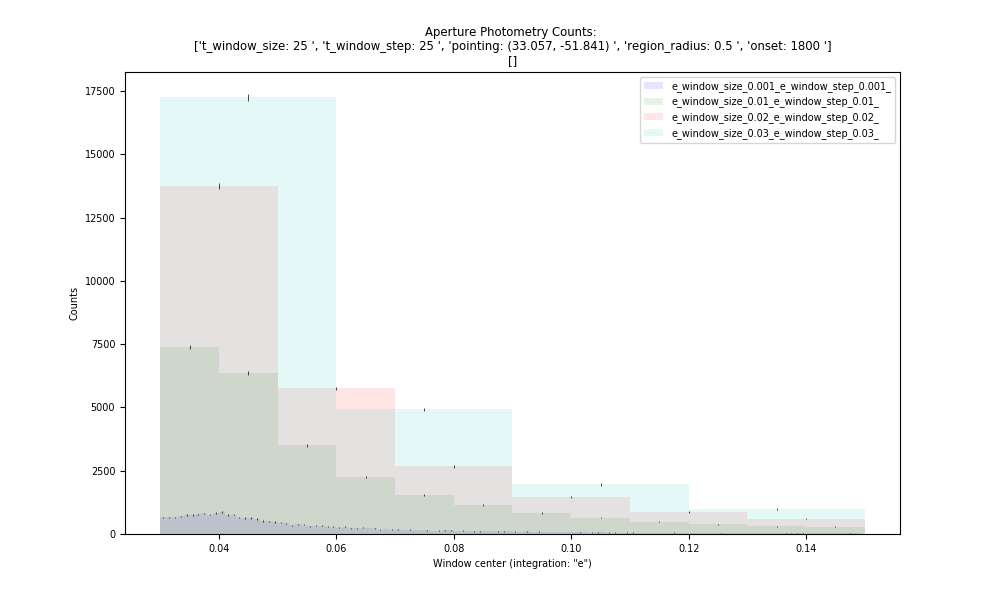 Aperture Photometry Counts:
['t_window_size: 25 ', 't_window_step: 25 ', 'pointing: (33.057, -51.841) ', 'region_radius: 0.5 ', 'onset: 1800 ']
[]
e_window_size_0.001_e_window_step_0.001_
e_window_size_0.01_e_window_step_0.01_
e_window_size_0.02_e_window_step_0.02_
e_window_size_0.03_e_window_step_0.03_
17500
15000
12500
10000
7500
5000
2500
0
Counts
0.04 0.06 0.08 0.10 0.12 0.14
Window center (integration: "e")